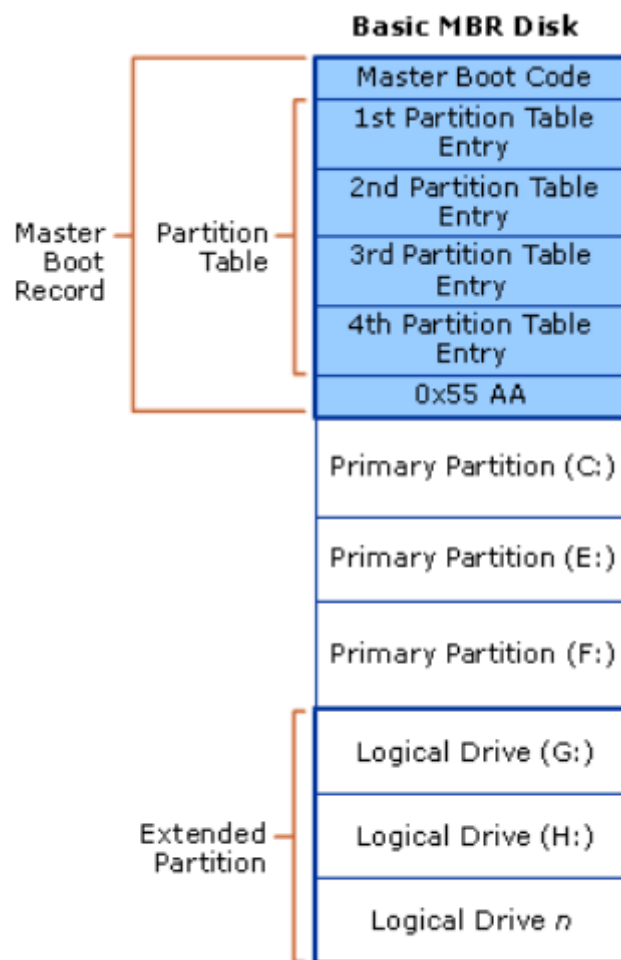 Basic MBR Disk
Master Boot Code
1st Partition Table
Entry
2nd Partition Table
Entry
3rd Partition Table
Entry
4th Partition Table
Entry
0x55 AA
Master
Boot
Record
Partition
Table
Primary Partition (C:)
Primary Partition (E:)
Primary Partition (F:)
Logical Drive (G:)
Logical Drive (H:)
Logical Drive n
Extended
Partition